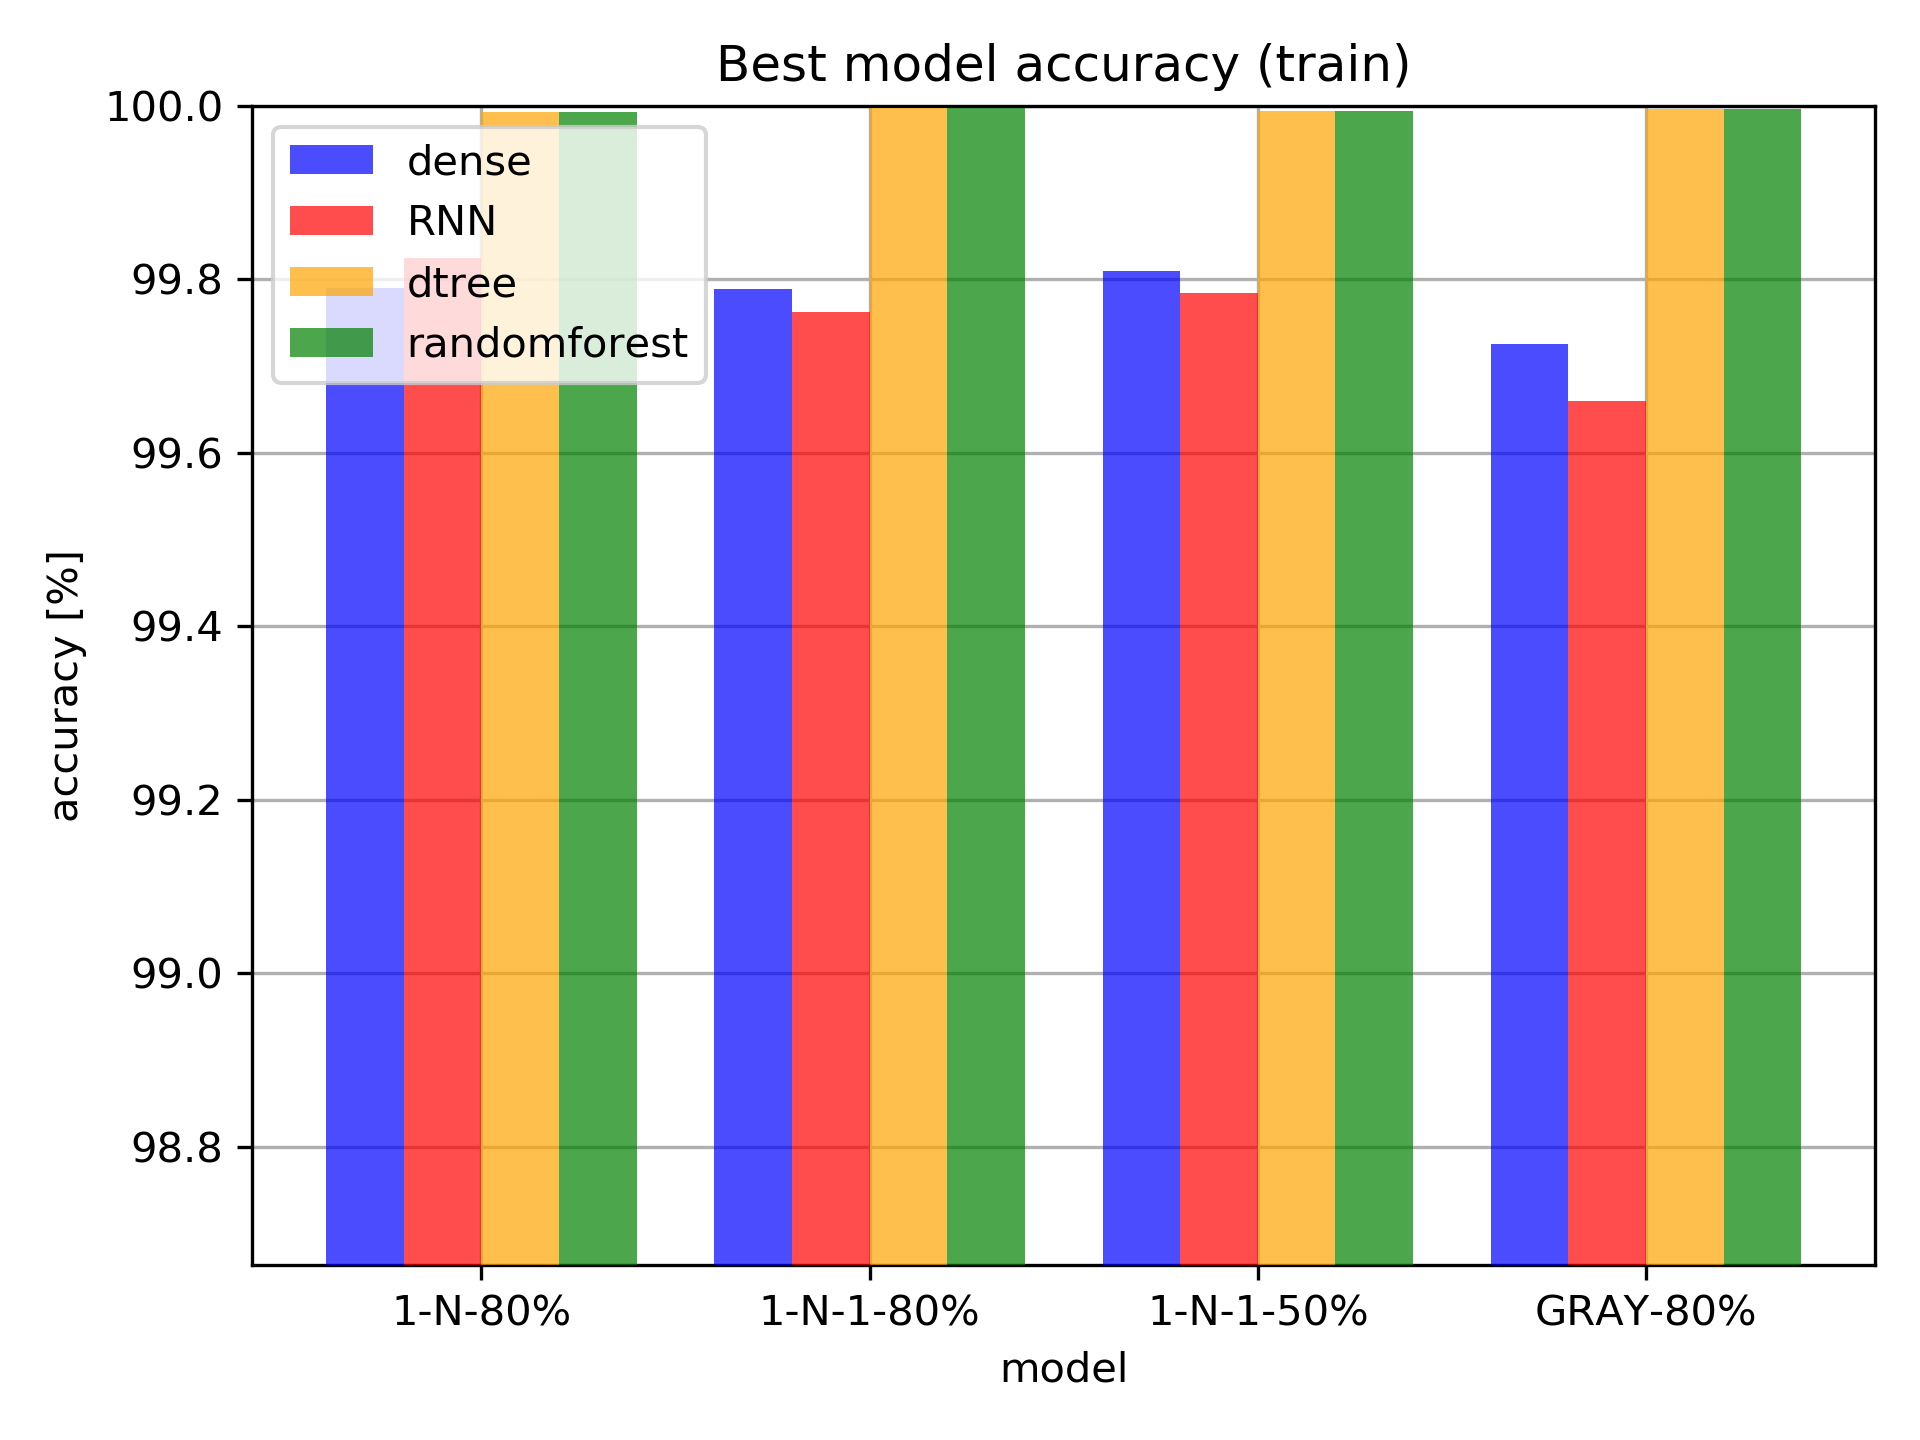 Best model accuracy (train)
100.0
99.8
99.6
99.4
99.2
99.0
98.8
accuracy [%]
dense
RNN
dtree
randomforest
1-N-80%
1-N-1-80%
1-N-1-50%
GRAY-80%
model